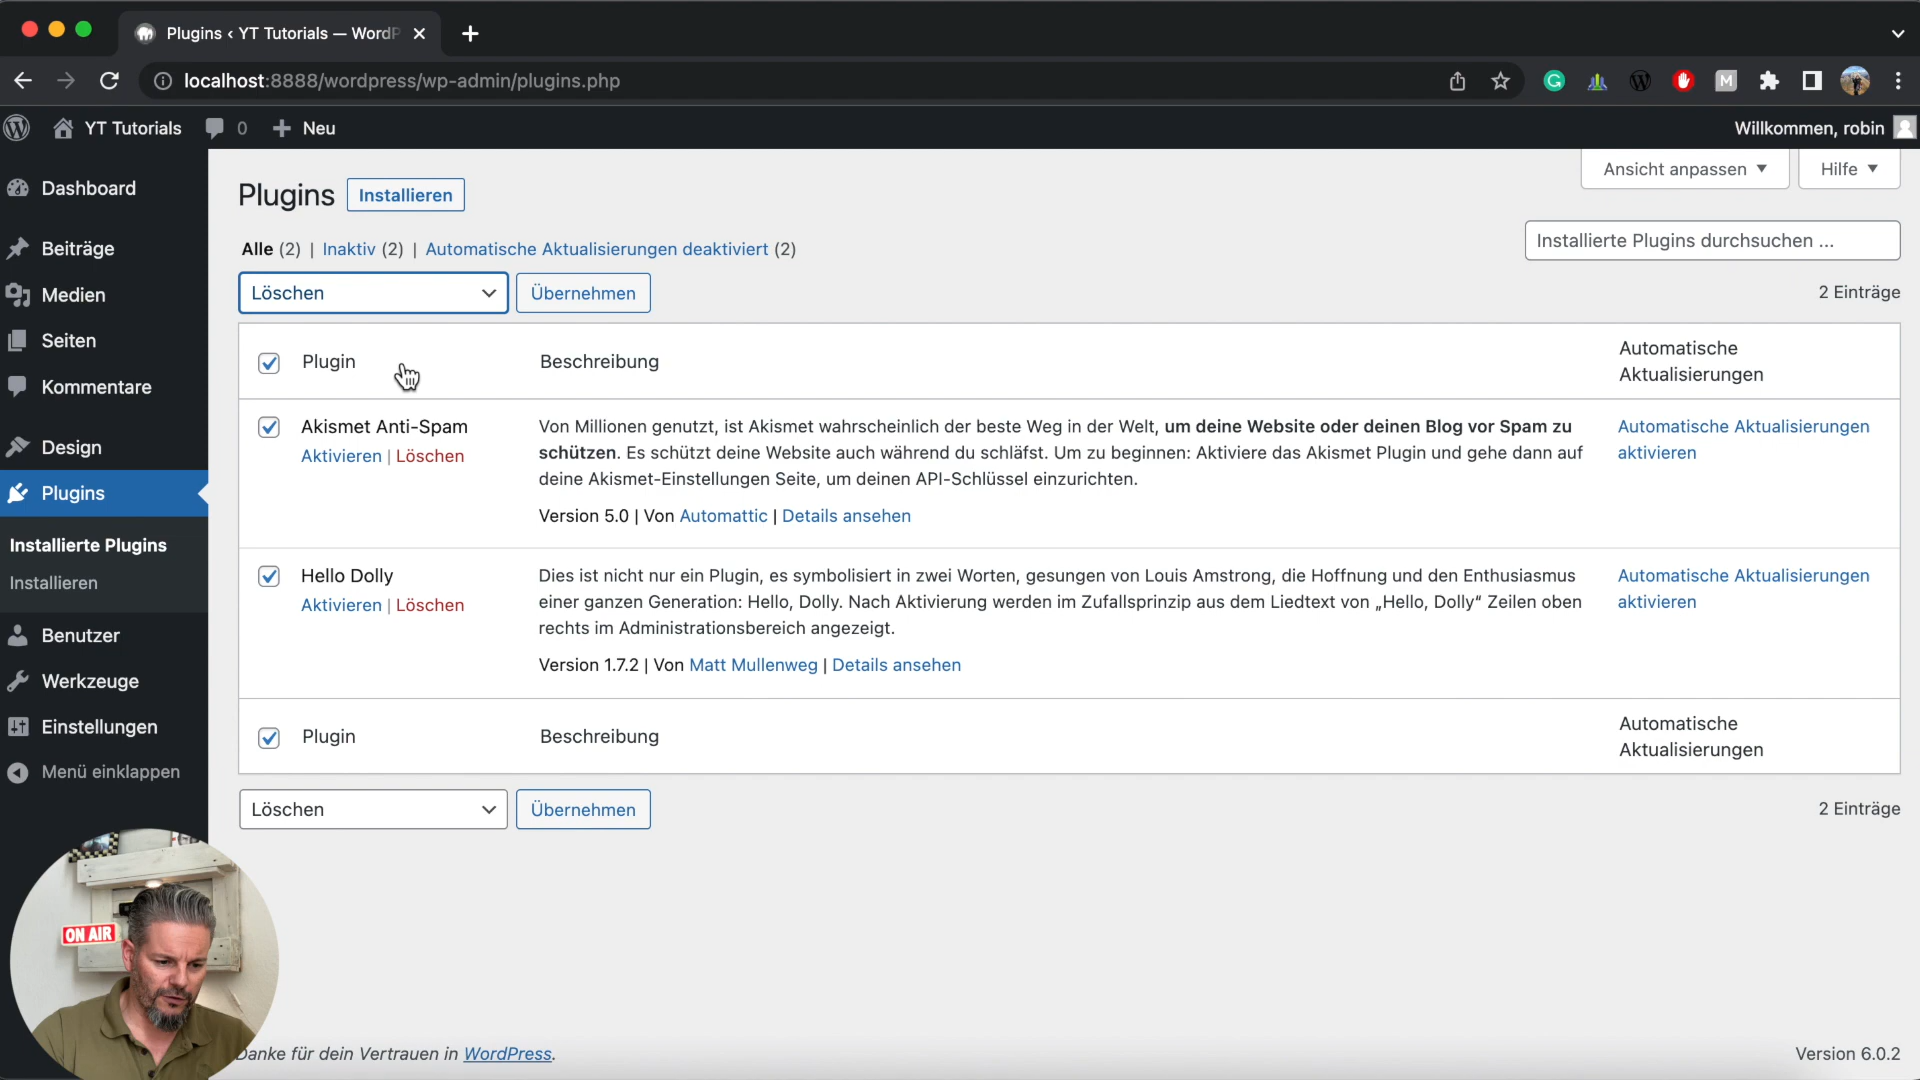 Plugins ‹ YT Tutorials — WordP
localhost:8888/wordpress/wp-admin/plugins.php
YT Tutorials 0 Neu
Willkommen, robin
Dashboard
Beiträge
Medien
Seiten
Kommentare
Design
Plugins
Installierte Plugins
Installieren
Benutzer
Werkzeuge
Einstellungen
Menü einklappen
Ansicht anpassen
Hilfe
Plugins Installieren
Alle (2) | Inaktiv (2) | Automatische Aktualisierungen deaktiviert (2)
Installierte Plugins durchsuchen ...
Löschen Übernehmen
2 Einträge
Plugin Beschreibung
Automatische
Aktualisierungen
Akismet Anti-Spam
Aktivieren | Löschen
Von Millionen genutzt, ist Akismet wahrscheinlich der beste Weg in der Welt, um deine Website oder deinen Blog vor Spam zu
schützen. Es schützt deine Website auch während du schläfst. Um zu beginnen: Aktiviere das Akismet Plugin und gehe dann auf
deine Akismet-Einstellungen Seite, um deinen API-Schlüssel einzurichten.
Version 5.0 | Von Automattic | Details ansehen
Automatische Aktualisierungen
aktivieren
Hello Dolly
Aktivieren | Löschen
Dies ist nicht nur ein Plugin, es symbolisiert in zwei Worten, gesungen von Louis Amstrong, die Hoffnung und den Enthusiasmus
einer ganzen Generation: Hello, Dolly. Nach Aktivierung werden im Zufallsprinzip aus dem Liedtext von „Hello, Dolly“ Zeilen oben
rechts im Administrationsbereich angezeigt.
Version 1.7.2 | Von Matt Mullenweg | Details ansehen
Automatische Aktualisierungen
aktivieren
Plugin Beschreibung
Automatische
Aktualisierungen
Löschen Übernehmen
2 Einträge
ON AIR
Danke für dein Vertrauen in WordPress.
Version 6.0.2